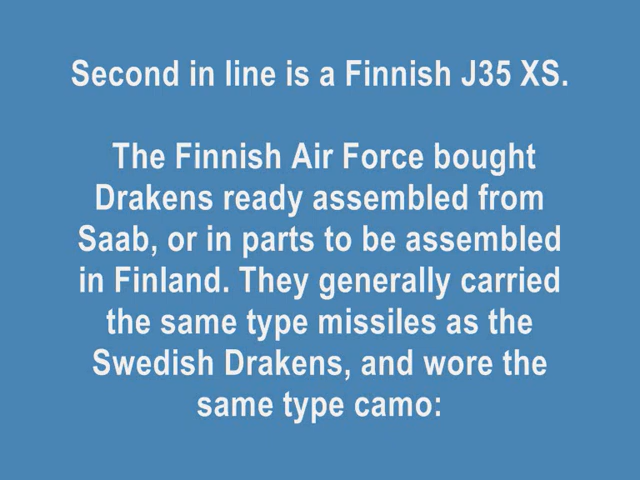 Second in line is a Finnish J35 XS.
The Finnish Air Force bought
Drakens ready assembled from
Saab, or in parts to be assembled
in Finland. They generally carried
the same type missiles as the
Swedish Drakens, and wore the
same type camo: